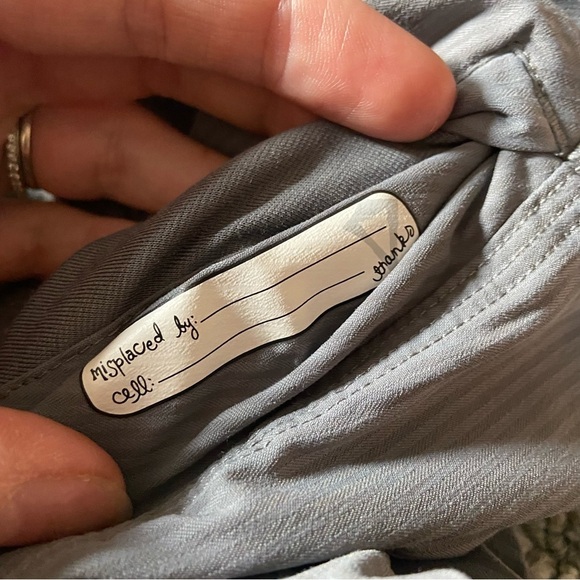 misplaced by:
cell:
thanks